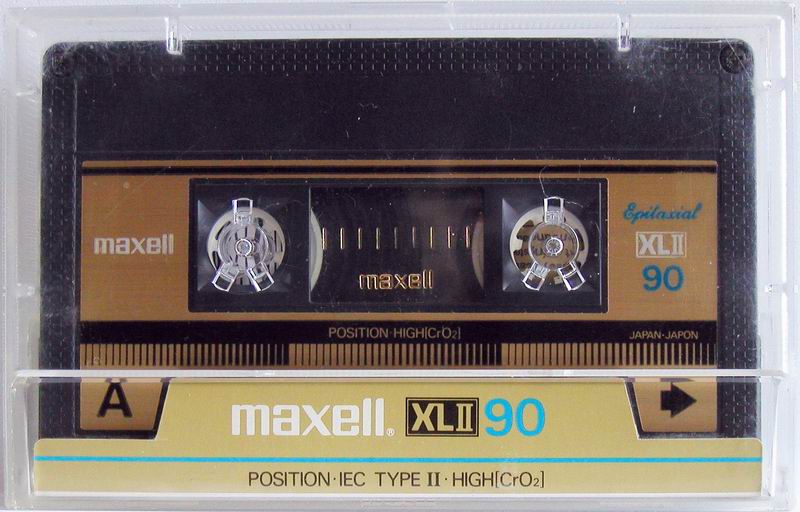 Epitaxial
maxell
XLII
90
maxell
POSITION·HIGH[CrO₂]
JAPAN·JAPON
A
maxell® XLII 90
POSITION·IEC TYPE II·HIGH[CrO₂]